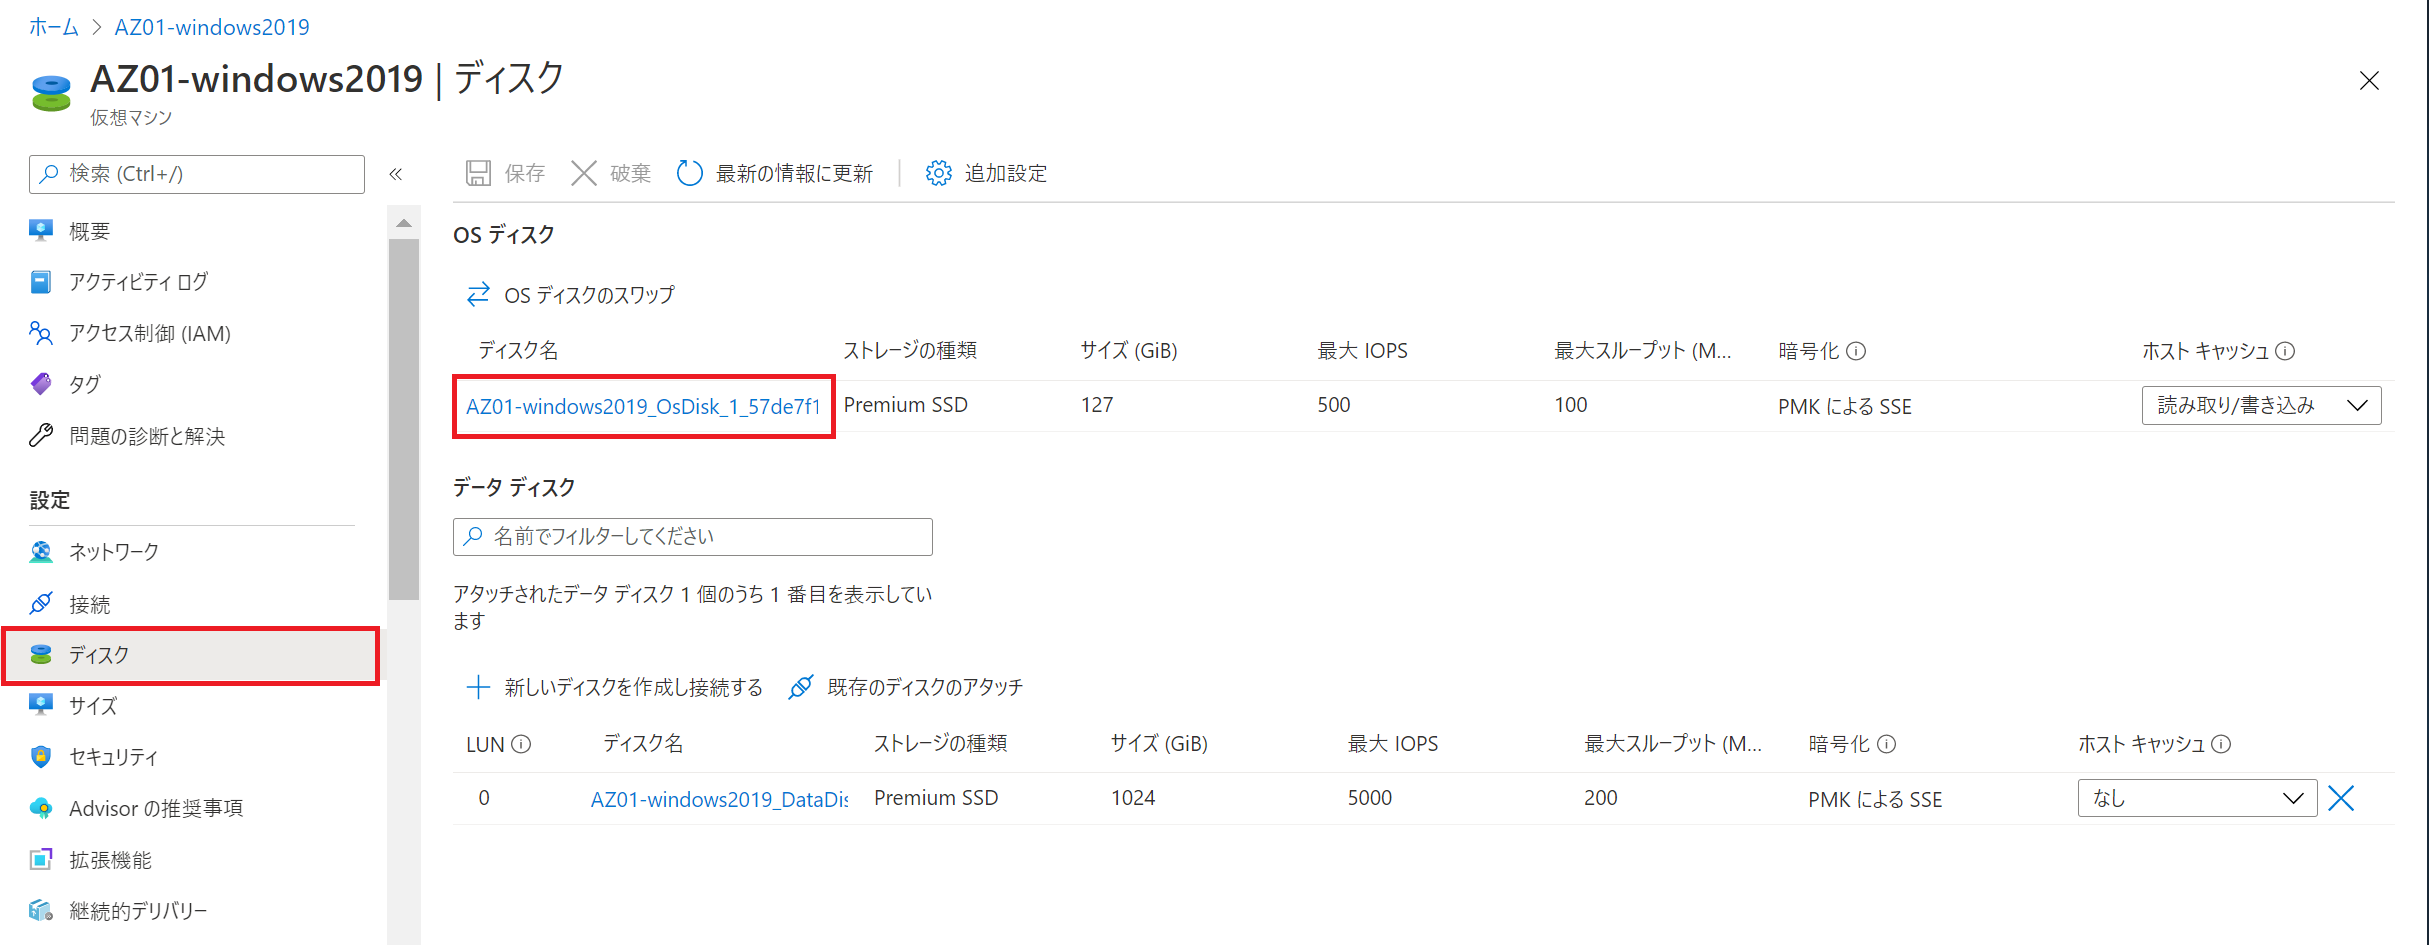 ホーム > AZ01-windows2019
AZ01-windows2019 | ディスク
仮想マシン
検索 (Ctrl+/)
«
保存 破棄 最新の情報に更新 追加設定
概要
アクティビティ ログ
アクセス制御 (IAM)
タグ
問題の診断と解決
設定
ネットワーク
接続
ディスク
サイズ
セキュリティ
Advisor の推奨事項
拡張機能
継続的デリバリー
OS ディスク
OS ディスクのスワップ
ディスク名 ストレージの種類 サイズ (GiB) 最大 IOPS 最大スループット (M... 暗号化 ホスト キャッシュ
AZ01-windows2019_OsDisk_1_57de7f1 Premium SSD 127 500 100 PMK による SSE 読み取り/書き込み
データ ディスク
名前でフィルターしてください
アタッチされたデータ ディスク 1 個のうち 1 番目を表示してい
ます
新しいディスクを作成し接続する 既存のディスクのアタッチ
LUN ディスク名 ストレージの種類 サイズ (GiB) 最大 IOPS 最大スループット (M... 暗号化 ホスト キャッシュ
0 AZ01-windows2019_DataDis Premium SSD 1024 5000 200 PMK による SSE なし